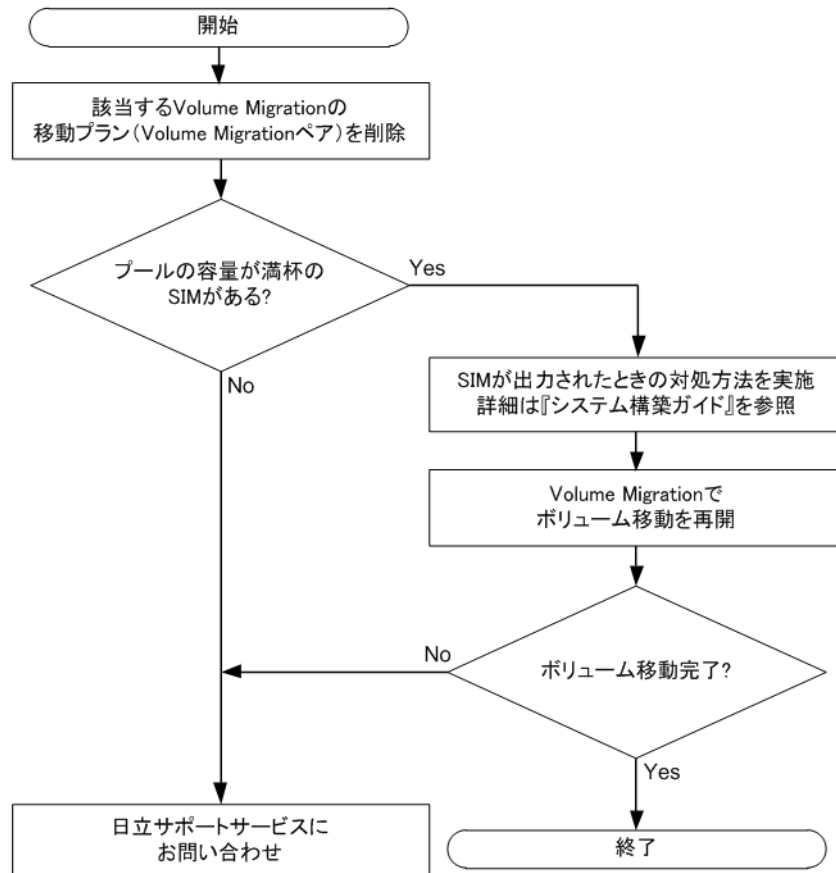 開始
該当するVolume Migrationの
移動プラン(Volume Migrationペア)を削除
プールの容量が満杯の
SIMがある?
Yes
No
SIMが出力されたときの対処方法を実施
詳細は『システム構築ガイド』を参照
Volume Migrationで
ボリューム移動を再開
No
ボリューム移動完了?
Yes
日立サポートサービスに
お問い合わせ
終了